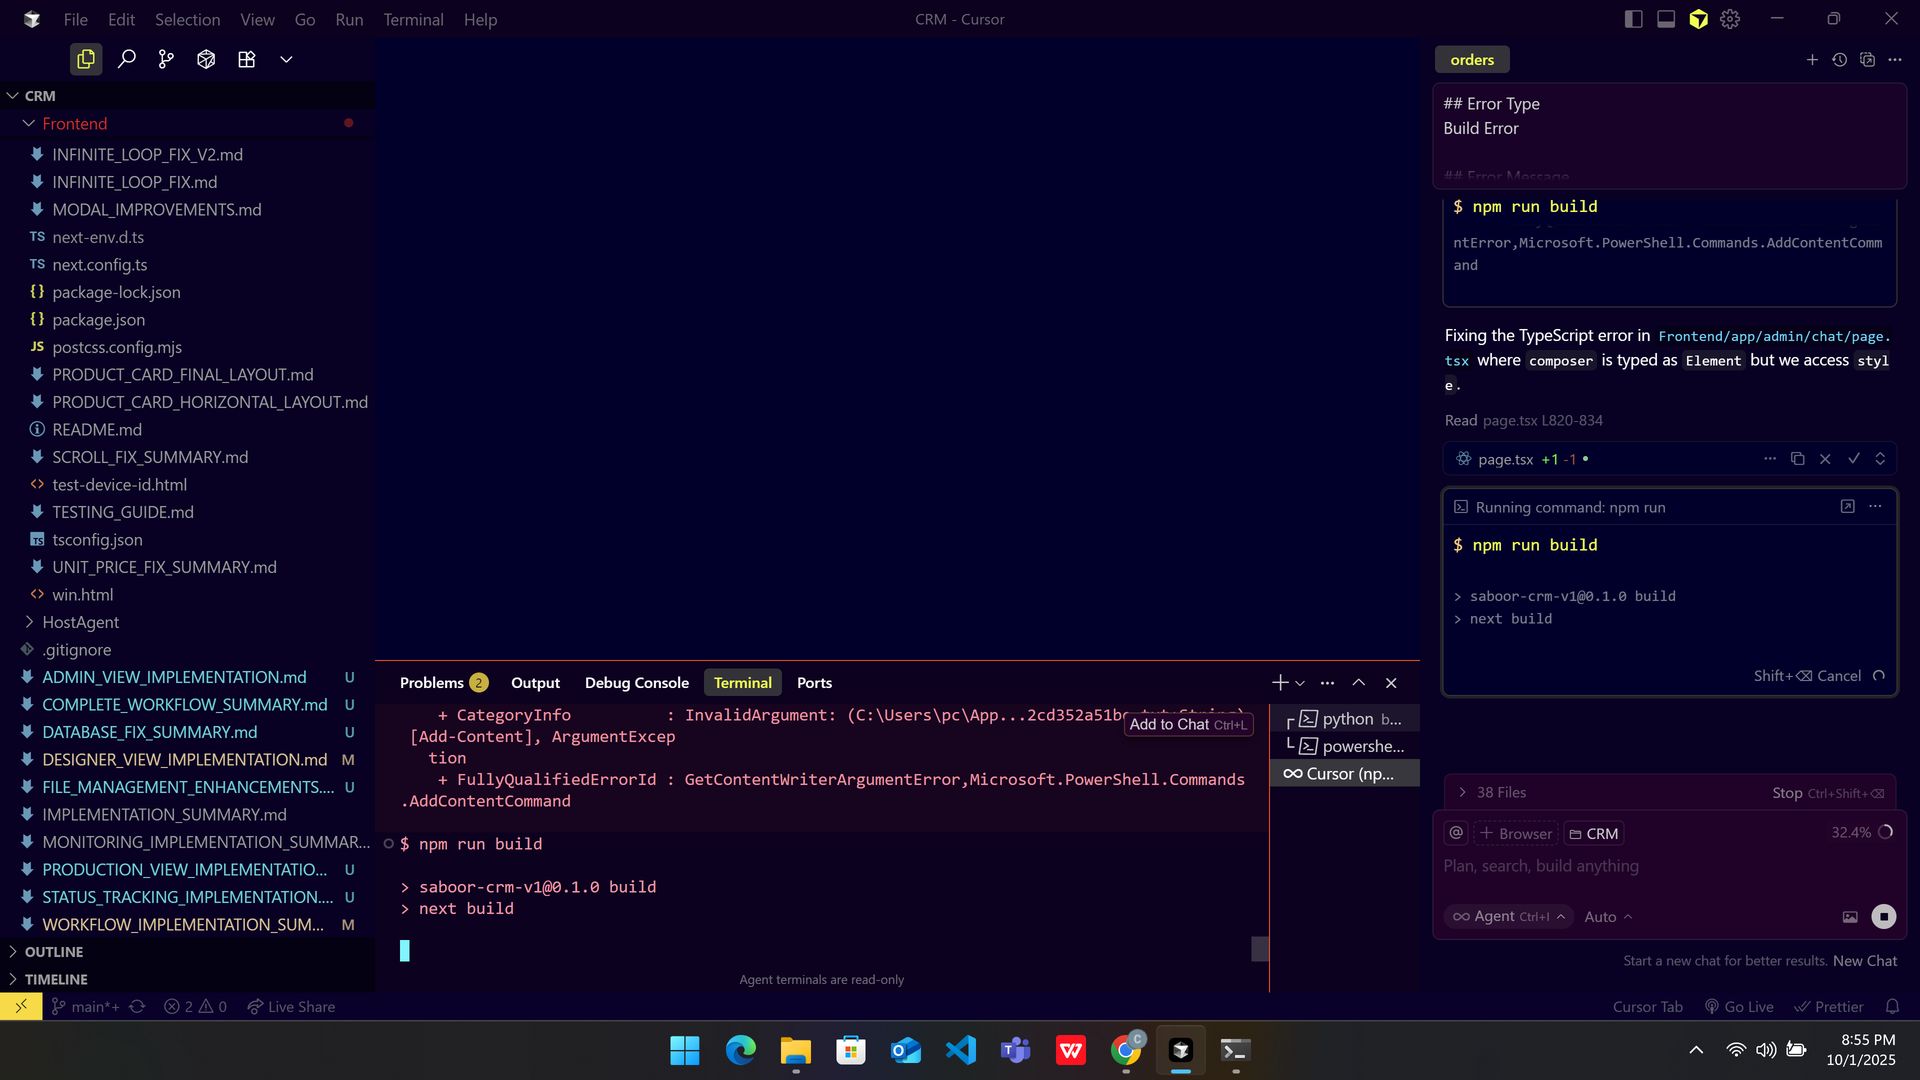 File Edit Selection View Go Run Terminal Help
CRM - Cursor
CRM
Frontend
INFINITE_LOOP_FIX_V2.md
INFINITE_LOOP_FIX.md
MODAL_IMPROVEMENTS.md
TS next-env.d.ts
TS next.config.ts
{} package-lock.json
{} package.json
JS postcss.config.mjs
PRODUCT_CARD_FINAL_LAYOUT.md
PRODUCT_CARD_HORIZONTAL_LAYOUT.md
README.md
SCROLL_FIX_SUMMARY.md
<> test-device-id.html
TESTING_GUIDE.md
TS tsconfig.json
UNIT_PRICE_FIX_SUMMARY.md
<> win.html
HostAgent
.gitignore
ADMIN_VIEW_IMPLEMENTATION.md U
COMPLETE_WORKFLOW_SUMMARY.md U
DATABASE_FIX_SUMMARY.md U
DESIGNER_VIEW_IMPLEMENTATION.md M
FILE_MANAGEMENT_ENHANCEMENTS.... U
IMPLEMENTATION_SUMMARY.md
MONITORING_IMPLEMENTATION_SUMMAR...
PRODUCTION_VIEW_IMPLEMENTATIO... U
STATUS_TRACKING_IMPLEMENTATION.... U
WORKFLOW_IMPLEMENTATION_SUM... M
OUTLINE
TIMELINE
Problems 2 Output Debug Console Terminal Ports
+ CategoryInfo : InvalidArgument: (C:\Users\pc\App...2cd352a51bc
Add to Chat Ctrl+L
[Add-Content], ArgumentExcep
tion
+ FullyQualifiedErrorId : GetContentWriterArgumentError,Microsoft.PowerShell.Commands
.AddContentCommand
$ npm run build
> saboor-crm-v1@0.1.0 build
> next build
Agent terminals are read-only
python b...
powershe...
Cursor (np...
orders
## Error Type
Build Error
## Error Message
$ npm run build
ntError,Microsoft.PowerShell.Commands.AddContentComm
and
Fixing the TypeScript error in Frontend/app/admin/chat/page.
tsx where composer is typed as Element but we access styl
e.
Read page.tsx L820-834
page.tsx +1 -1
Running command: npm run
$ npm run build
> saboor-crm-v1@0.1.0 build
> next build
Shift+⌫ Cancel
38 Files Stop Ctrl+Shift+⌫
@ + Browser CRM 32.4%
Plan, search, build anything
Agent Ctrl+I Auto
Start a new chat for better results. New Chat
main*+ 2 0 Live Share
Cursor Tab Go Live Prettier
8:55 PM
10/1/2025